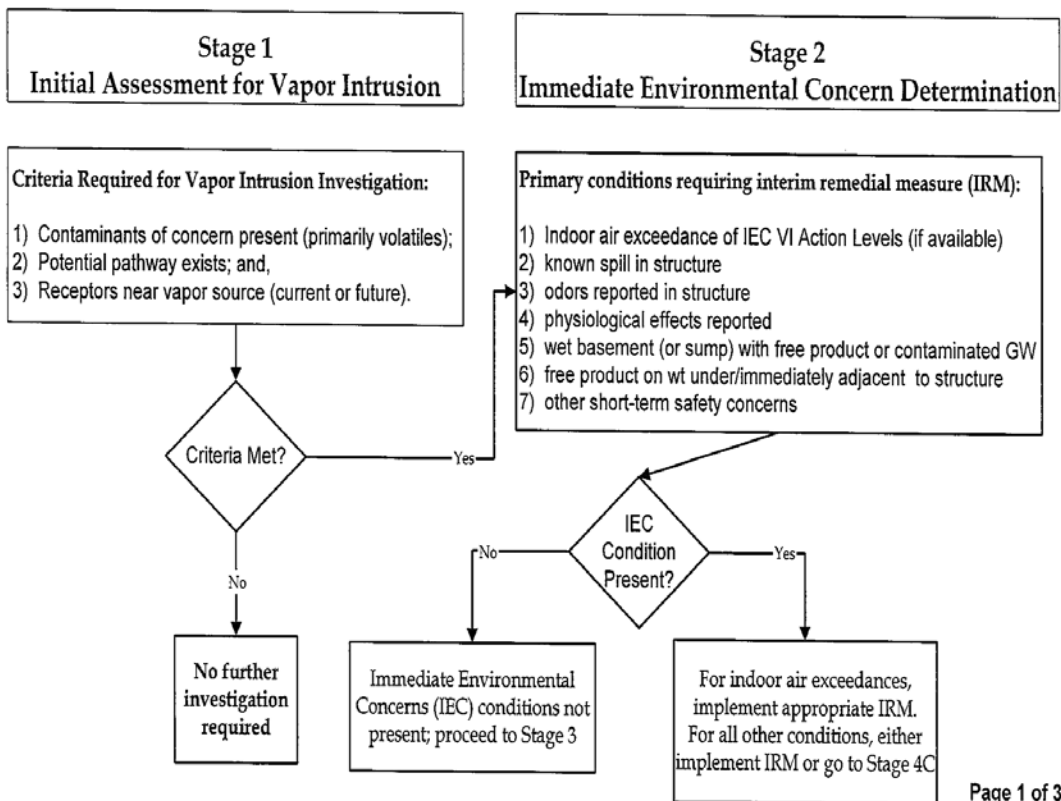 Stage 1
Initial Assessment for Vapor Intrusion
Stage 2
Immediate Environmental Concern Determination
Criteria Required for Vapor Intrusion Investigation:
1) Contaminants of concern present (primarily volatiles);
2) Potential pathway exists; and,
3) Receptors near vapor source (current or future).
Primary conditions requiring interim remedial measure (IRM):
1) Indoor air exceedance of IEC VI Action Levels (if available)
2) known spill in structure
3) odors reported in structure
4) physiological effects reported
5) wet basement (or sump) with free product or contaminated GW
6) free product on wt under/immediately adjacent to structure
7) other short-term safety concerns
Criteria Met?
Yes
No
No further
investigation
required
IEC
Condition
Present?
No
Yes
Immediate Environmental
Concerns (IEC) conditions not
present; proceed to Stage 3
For indoor air exceedances,
implement appropriate IRM.
For all other conditions, either
implement IRM or go to Stage 4C
Page 1 of 3